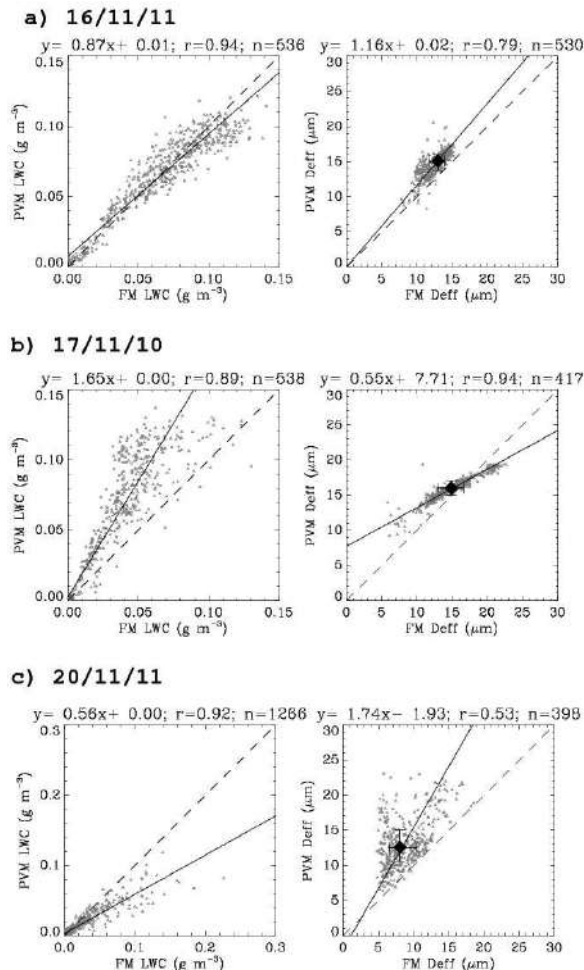 a) 16/11/11
y= 0.87x+ 0.01; r=0.94; n=536
y= 1.16x+ 0.02; r=0.79; n=530
PVM LWC (g m⁻³)
0.15
0.10
0.05
0.00
0.00 0.05 0.10 0.15
FM LWC (g m⁻³)
PVM Deff (μm)
30
25
20
15
10
5
0
0 5 10 15 20 25 30
FM Deff (μm)
b) 17/11/10
y= 1.65x+ 0.00; r=0.89; n=538
y= 0.55x+ 7.71; r=0.94; n=417
PVM LWC (g m⁻³)
0.15
0.10
0.05
0.00
0.00 0.05 0.10 0.15
FM LWC (g m⁻³)
PVM Deff (μm)
30
25
20
15
10
5
0
0 5 10 15 20 25 30
FM Deff (μm)
c) 20/11/11
y= 0.56x+ 0.00; r=0.92; n=1266
y= 1.74x− 1.93; r=0.53; n=398
PVM LWC (g m⁻³)
0.3
0.2
0.1
0.0
0.0 0.1 0.2 0.3
FM LWC (g m⁻³)
PVM Deff (μm)
30
25
20
15
10
5
0
0 5 10 15 20 25 30
FM Deff (μm)